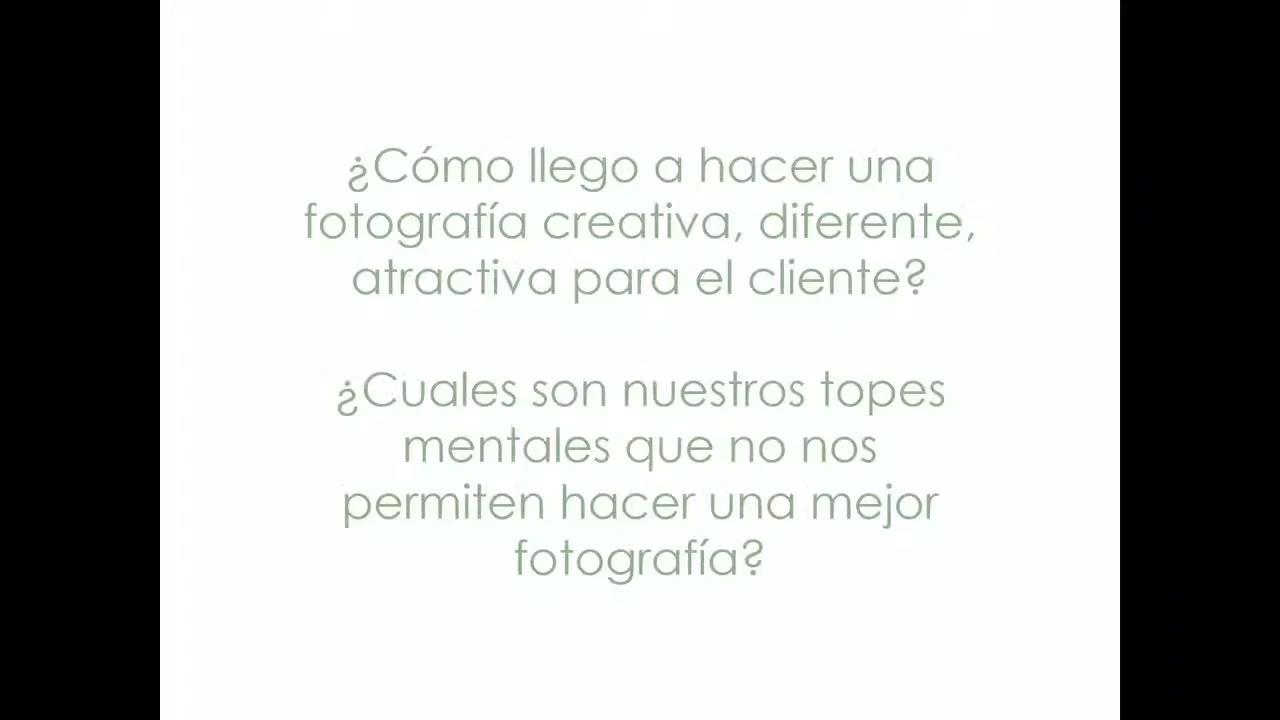 ¿Cómo llego a hacer una
fotografía creativa, diferente,
atractiva para el cliente?
¿Cuales son nuestros topes
mentales que no nos
permiten hacer una mejor
fotografía?